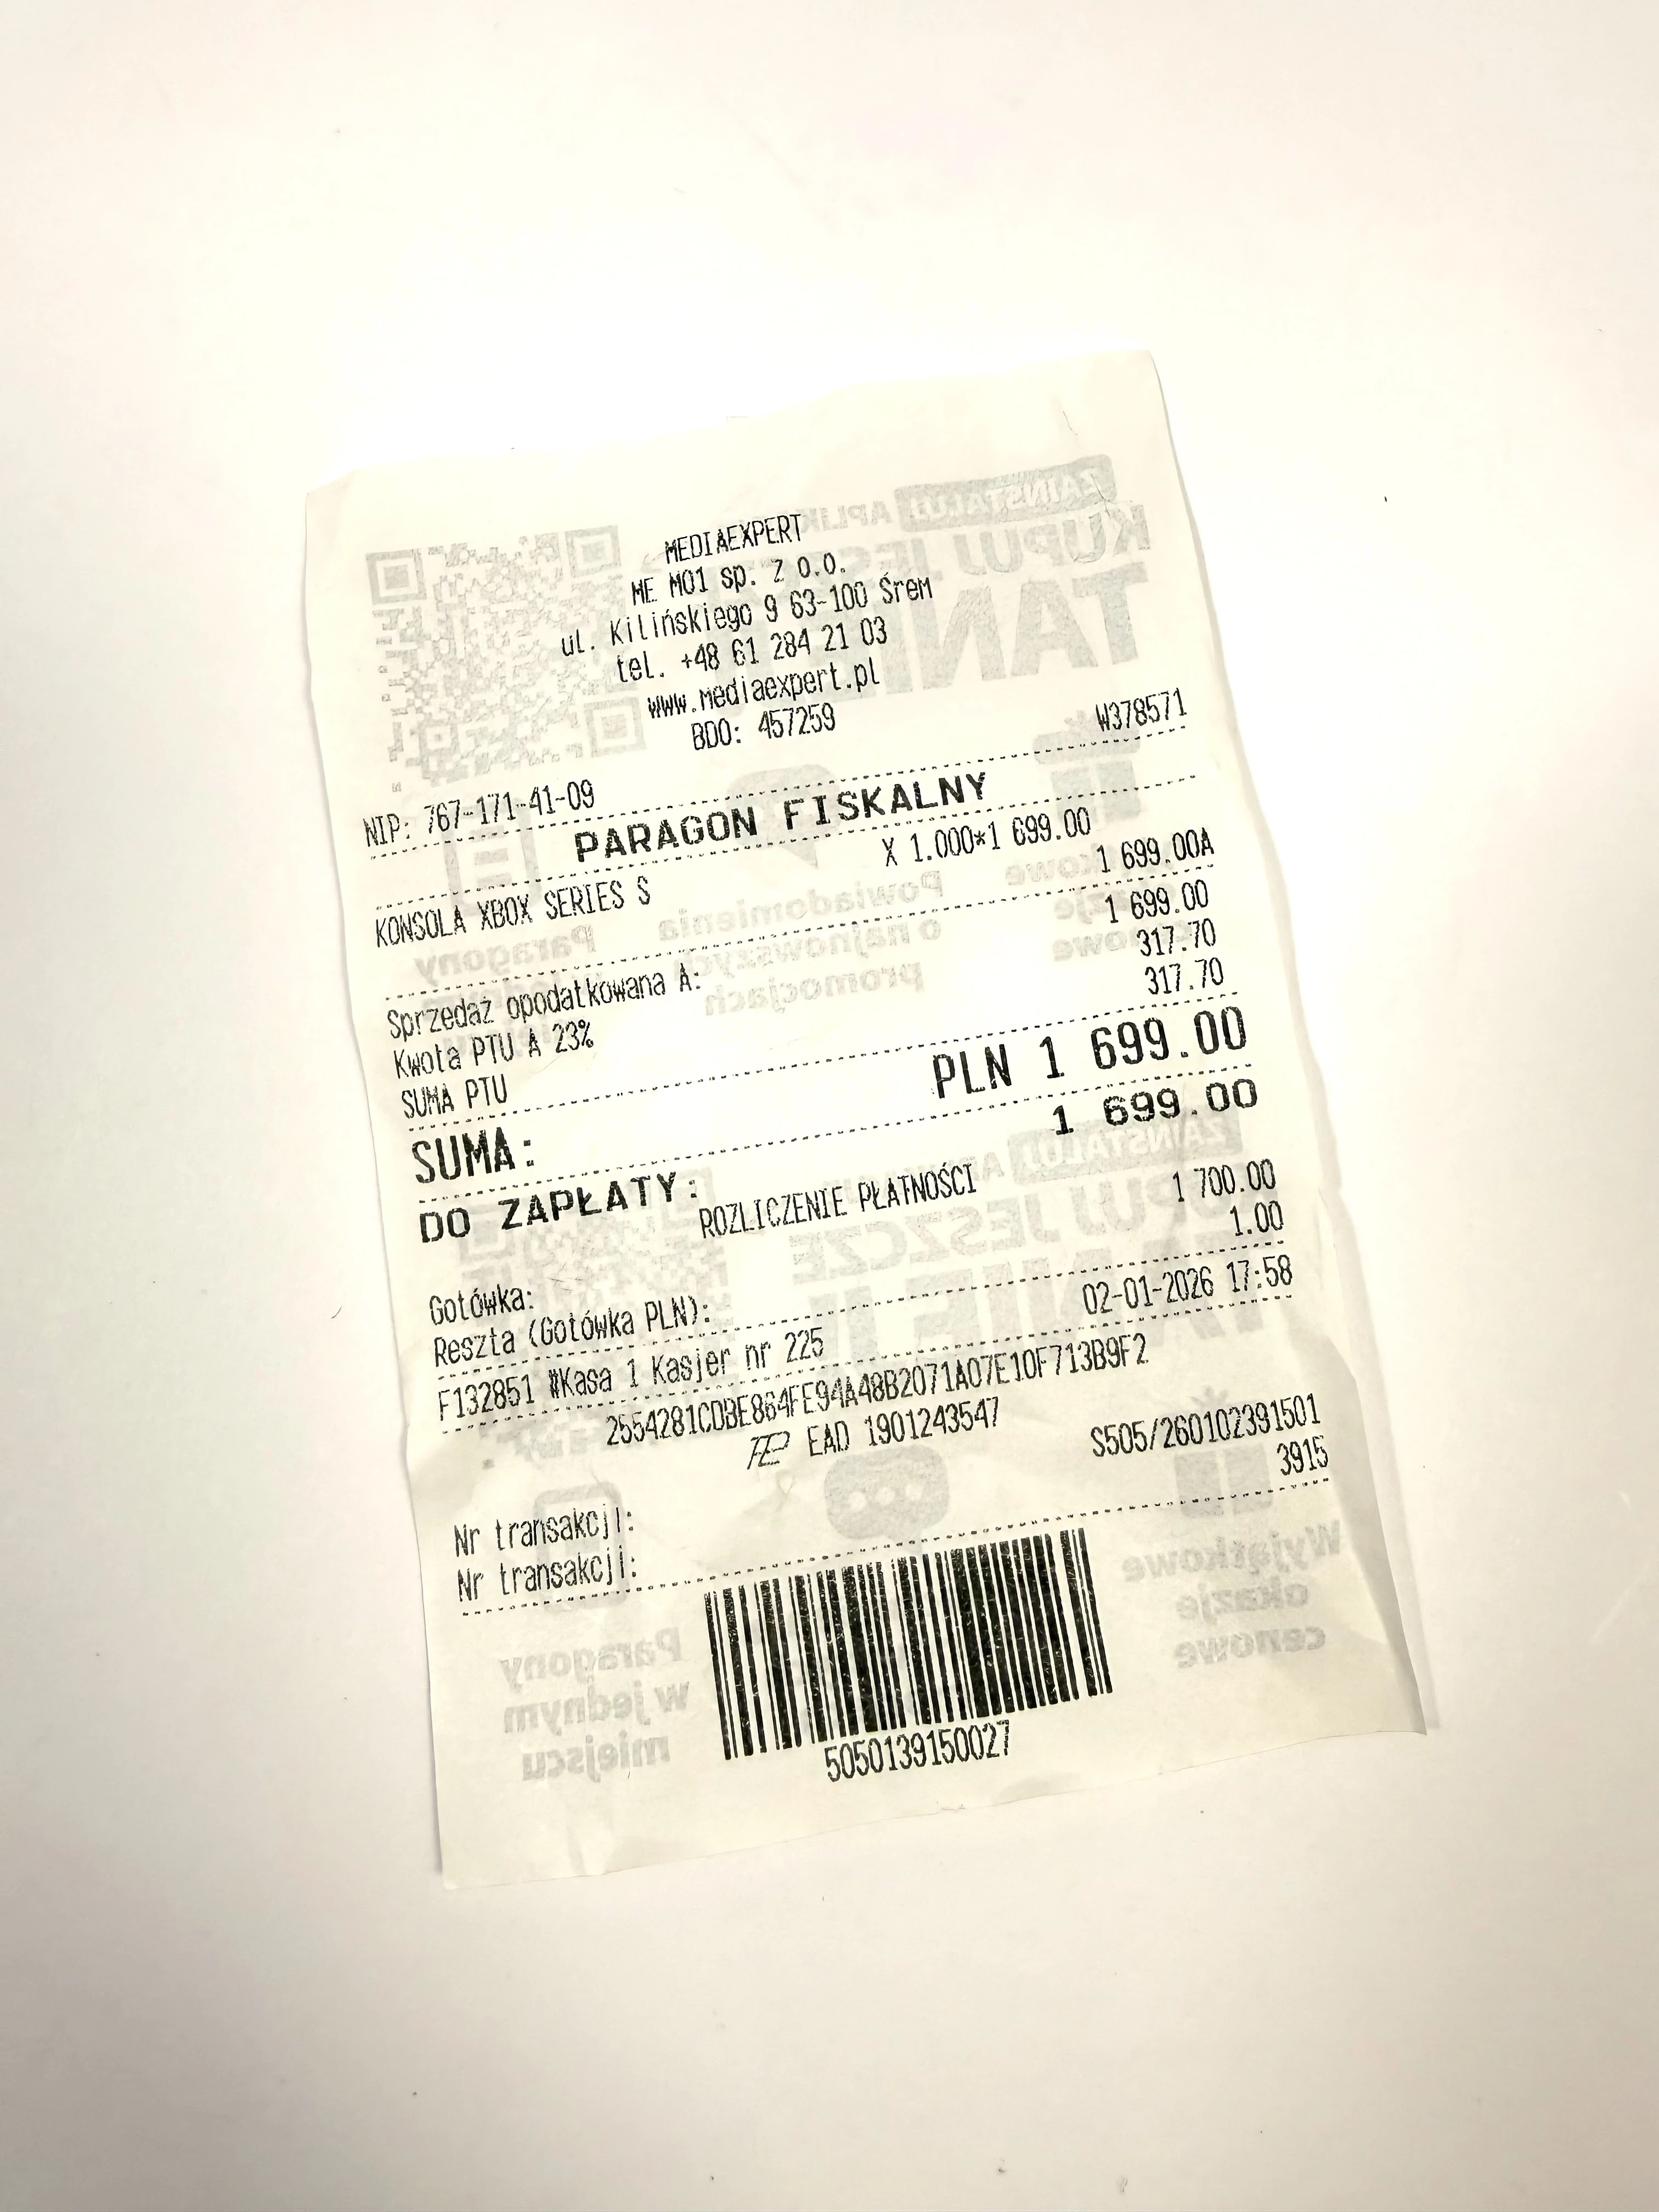 MEDIAEXPERT
ME M01 sp. z o.o.
ul. Kilińskiego 9 63-100 Śrem
tel. +48 61 284 21 03
www.mediaexpert.pl
BDO: 457259
NIP: 767-171-41-09 W378571
PARAGON FISKALNY
KONSOLA XBOX SERIES S X 1.000*1 699.00
1 699.00A
Sprzedaż opodatkowana A: 1 699.00
Kwota PTU A 23% 317.70
SUMA PTU 317.70
SUMA: PLN 1 699.00
DO ZAPŁATY: 1 699.00
ROZLICZENIE PŁATNOŚCI
Gotówka: 1 700.00
Reszta (Gotówka PLN): 1.00
F132851 #Kasa 1 Kasjer nr 225 02-01-2026 17:58
2554281CDBE864FE94A48B2071A07E10F713B9F2
EAD 1901243547
Nr transakcji: S505/260102391501
Nr transakcji: 3915
5050139150027